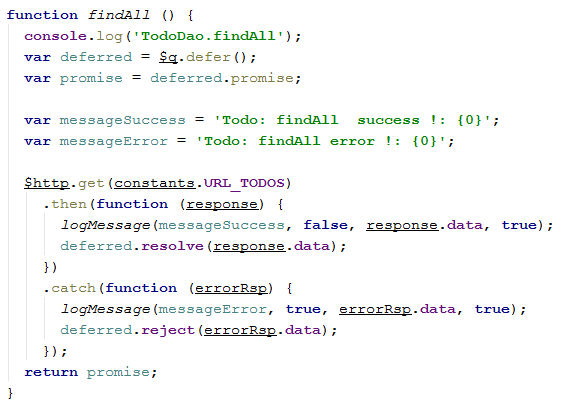 function findAll () {
  console.log('TodoDao.findAll');
  var deferred = $q.defer();
  var promise = deferred.promise;

  var messageSuccess = 'Todo: findAll  success !: {0}';
  var messageError = 'Todo: findAll error !: {0}';

  $http.get(constants.URL_TODOS)
    .then(function (response) {
      logMessage(messageSuccess, false, response.data, true);
      deferred.resolve(response.data);
    })
    .catch(function (errorRsp) {
      logMessage(messageError, true, errorRsp.data, true);
      deferred.reject(errorRsp.data);
    });
  return promise;
}